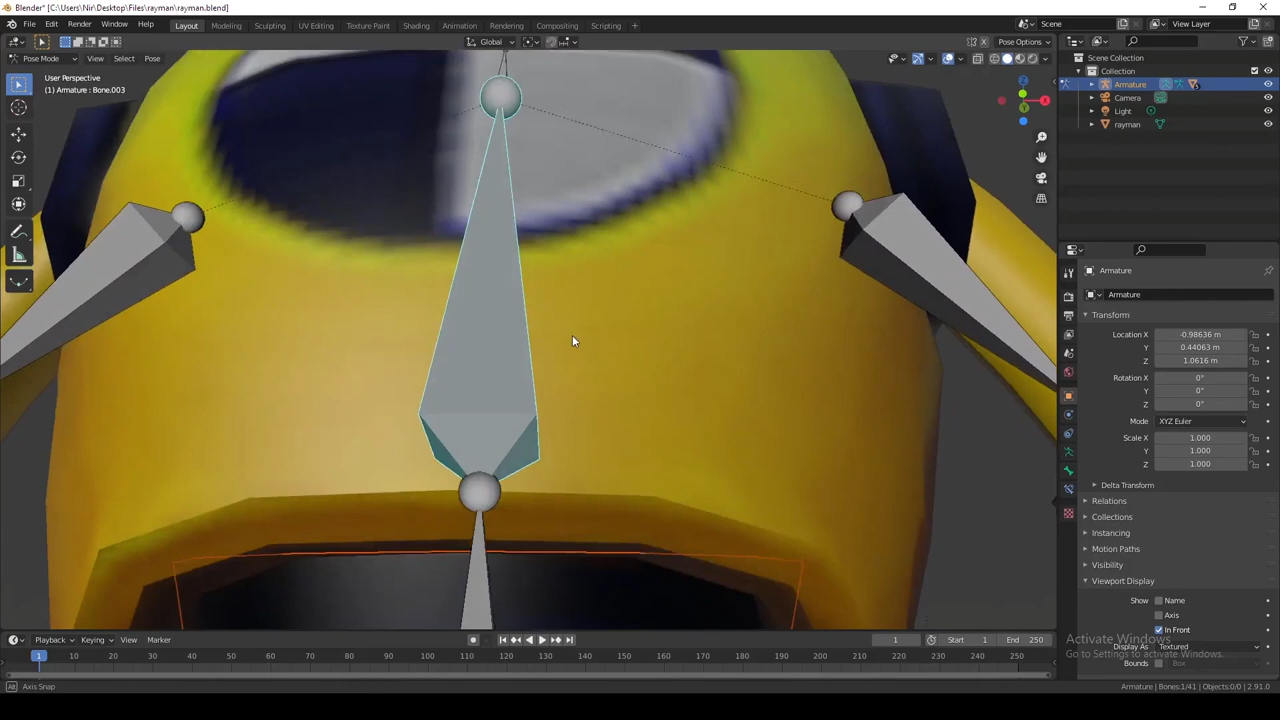 Blender* [C:\Users\Nir\Desktop\Files\rayman\rayman.blend]
File Edit Render Window Help Layout Modeling Sculpting UV Editing Texture Paint Shading Animation Rendering Compositing Scripting + Scene View Layer
Global Pose Options
Pose Mode View Select Pose
User Perspective
(1) Armature : Bone.003
Scene Collection
Collection
Armature
Camera
Light
rayman
X
Y
Z
Armature
Armature
Transform
Location X -0.98636 m
Y 0.44063 m
Z 1.0616 m
Rotation X 0°
Y 0°
Z 0°
Mode XYZ Euler
Scale X 1.000
Y 1.000
Z 1.000
Delta Transform
Relations
Collections
Instancing
Motion Paths
Visibility
Viewport Display
Show Name
Axis
In Front
Display As Textured
Bounds Box
Activate Windows
Go to Settings to activate Windows.
Playback Keying View Marker 1 Start 1 End 250
1 10 20 30 40 50 60 70 80 90 100 110 120 130 140 150 160 170 180 190 200 210 220 230 240 250
Axis Snap Armature | Bones:1/41 | Objects:0/0 | 2.91.0